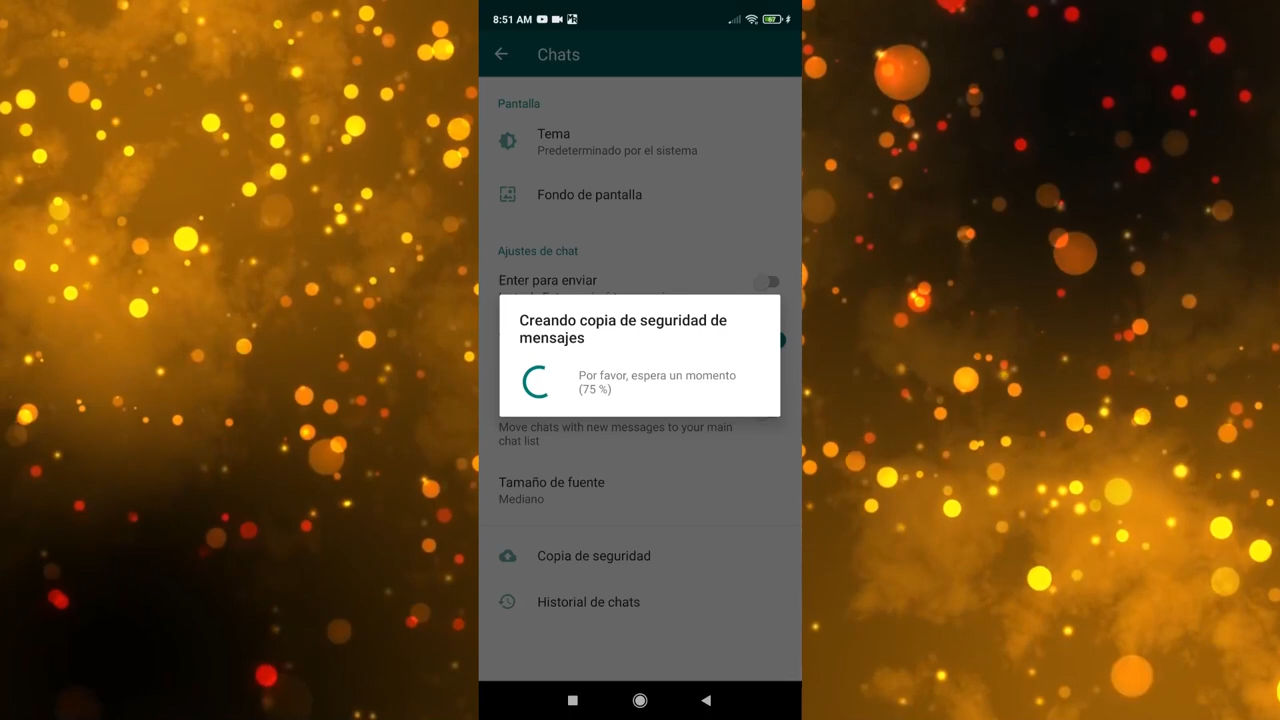 8:51 AM
67
Chats
Pantalla
Tema
Predeterminado por el sistema
Fondo de pantalla
Ajustes de chat
Enter para enviar
Creando copia de seguridad de
mensajes
Por favor, espera un momento
(75 %)
Move chats with new messages to your main
chat list
Tamaño de fuente
Mediano
Copia de seguridad
Historial de chats